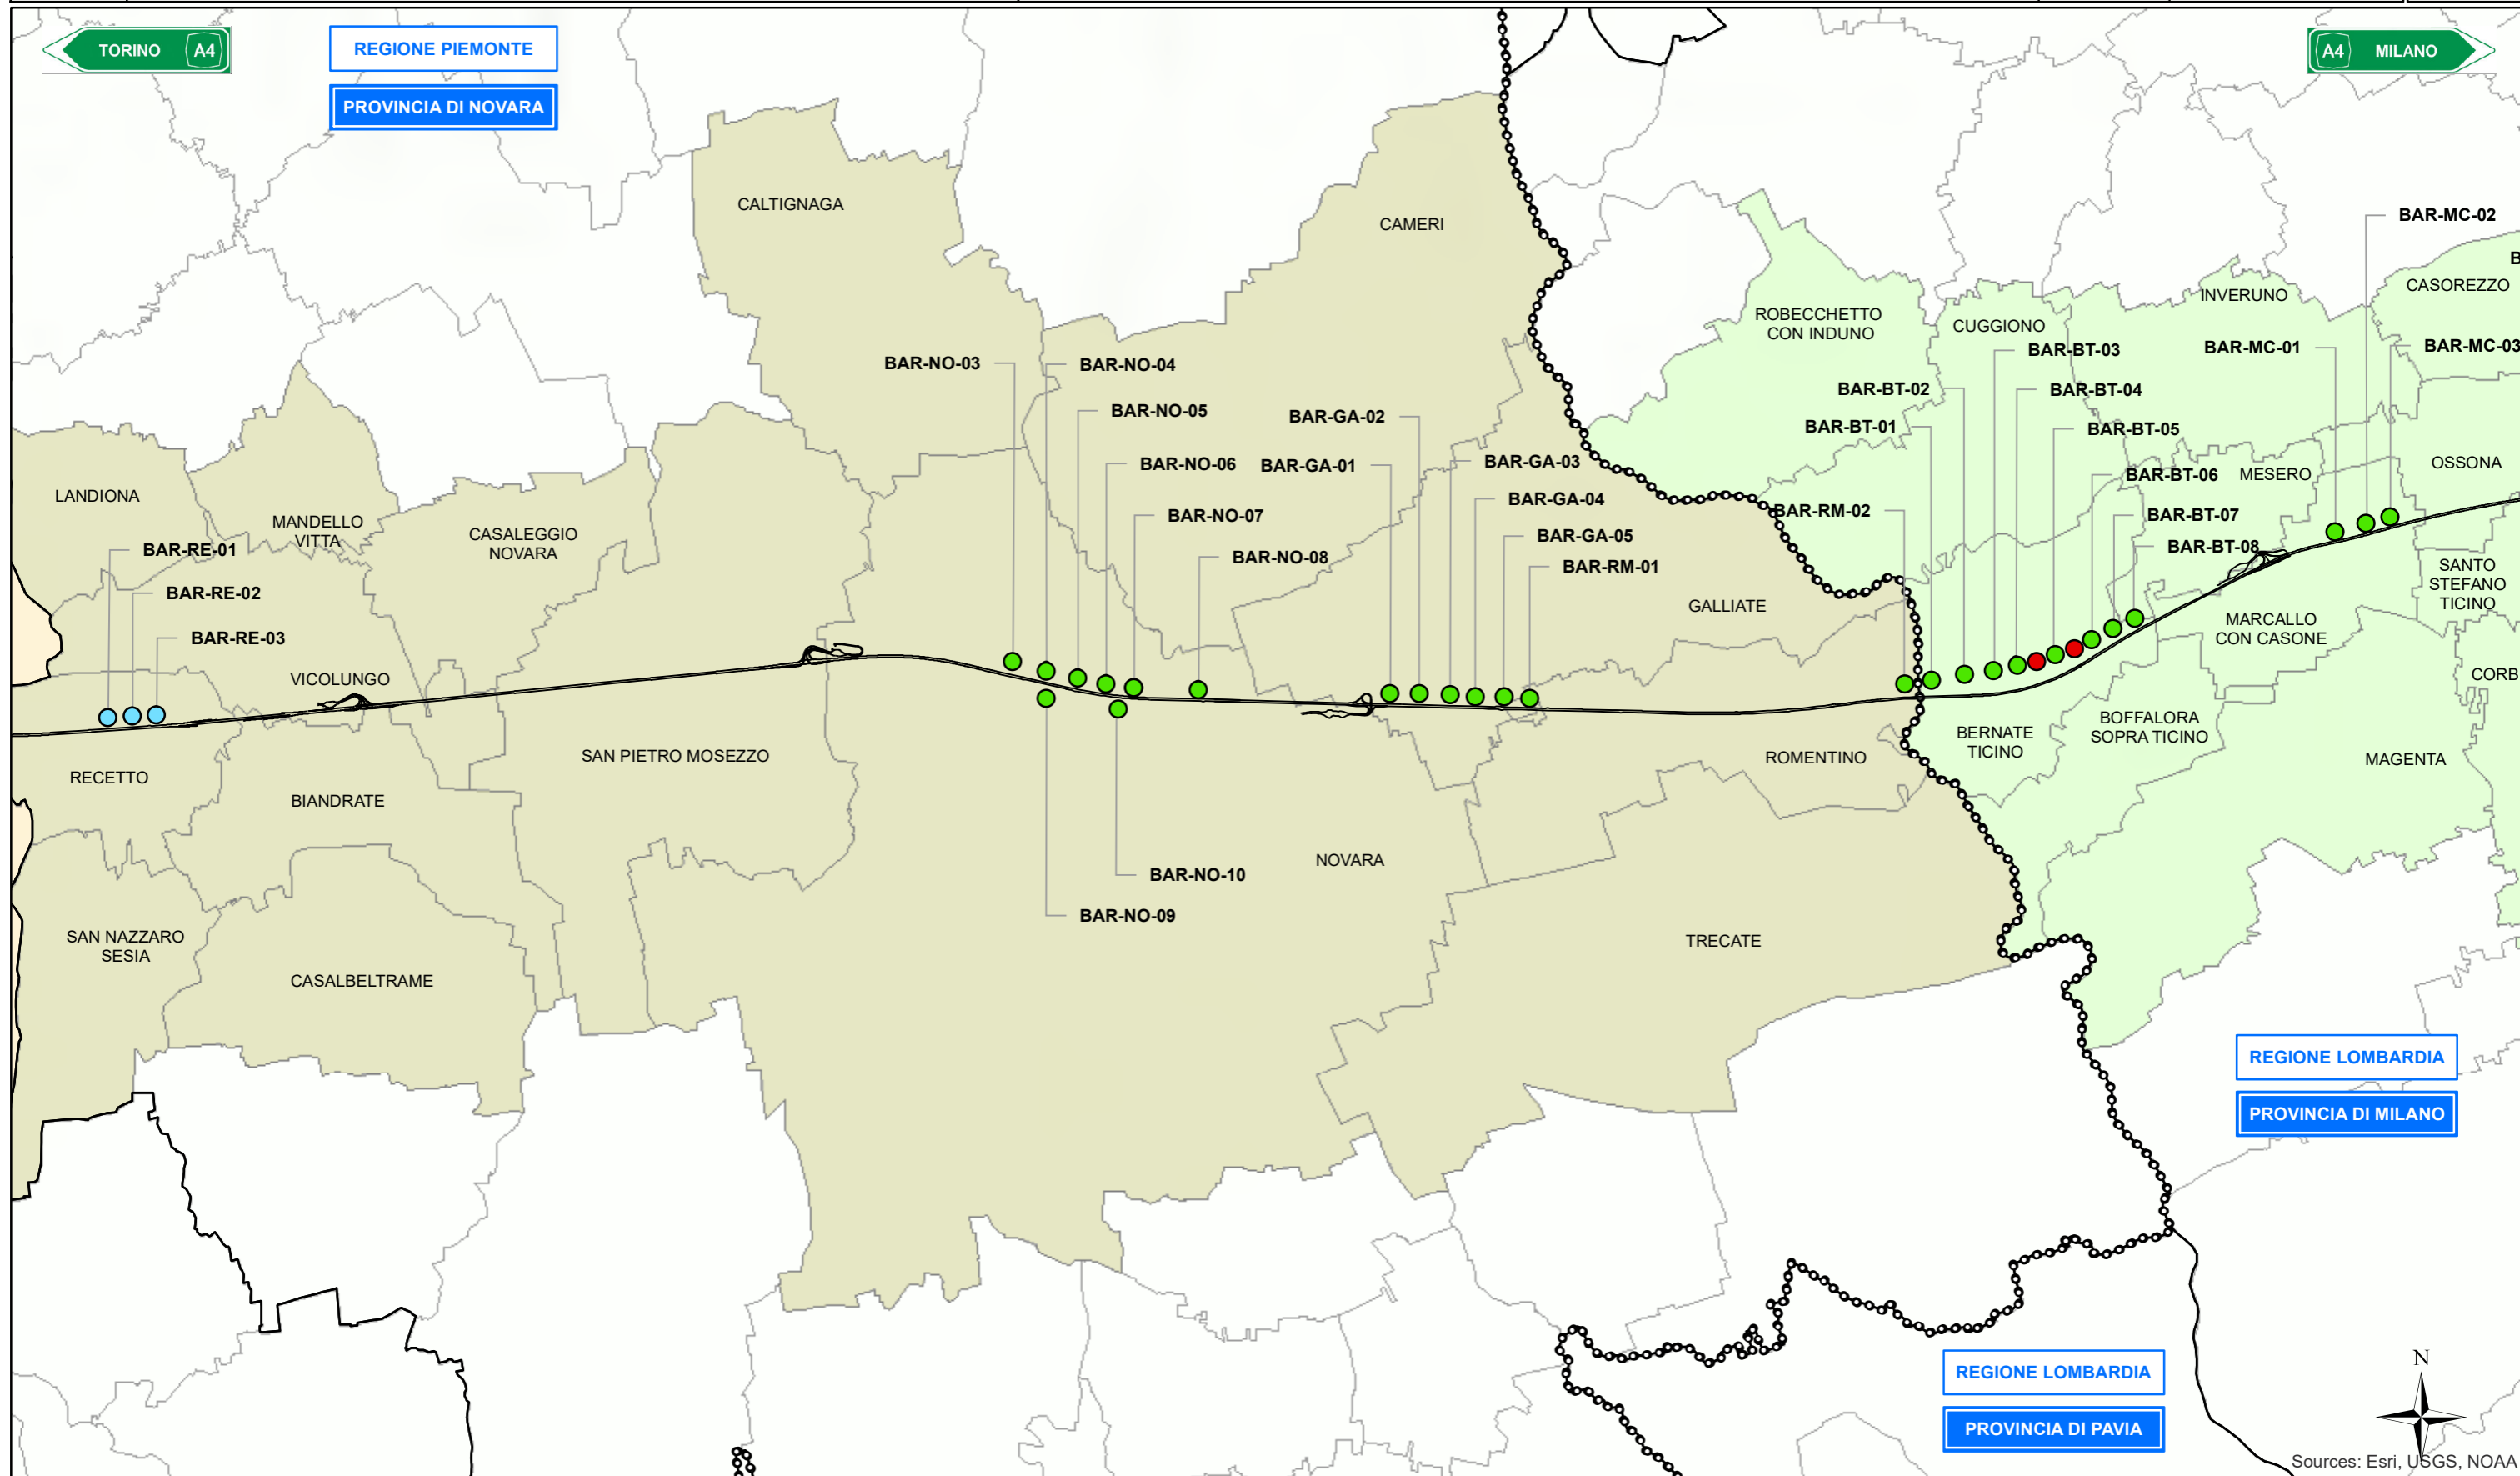 TORINO A4
REGIONE PIEMONTE
PROVINCIA DI NOVARA
A4 MILANO
CALTIGNAGA
CAMERI
BAR-MC-02
B
CASOREZZO
INVERUNO
ROBECCHETTO
CON INDUNO
CUGGIONO
BAR-MC-01
BAR-MC-03
BAR-BT-03
BAR-NO-03
BAR-NO-04
BAR-BT-02
BAR-BT-04
BAR-NO-05
BAR-GA-02
BAR-BT-01
BAR-BT-05
BAR-NO-06
BAR-GA-01
BAR-GA-03
BAR-BT-06
MESERO
OSSONA
LANDIONA
BAR-GA-04
BAR-RM-02
BAR-NO-07
BAR-BT-07
MANDELLO
VITTA
CASALEGGIO
NOVARA
BAR-GA-05
BAR-RE-01
BAR-NO-08
BAR-BT-08
BAR-RM-01
SANTO
STEFANO
TICINO
BAR-RE-02
GALLIATE
MARCALLO
CON CASONE
BAR-RE-03
VICOLUNGO
CORB
BOFFALORA
SOPRA TICINO
BERNATE
TICINO
SAN PIETRO MOSEZZO
ROMENTINO
MAGENTA
RECETTO
BIANDRATE
NOVARA
BAR-NO-10
BAR-NO-09
SAN NAZZARO
SESIA
TRECATE
CASALBELTRAME
REGIONE LOMBARDIA
PROVINCIA DI MILANO
REGIONE LOMBARDIA
PROVINCIA DI PAVIA
N
Sources: Esri, USGS, NOAA